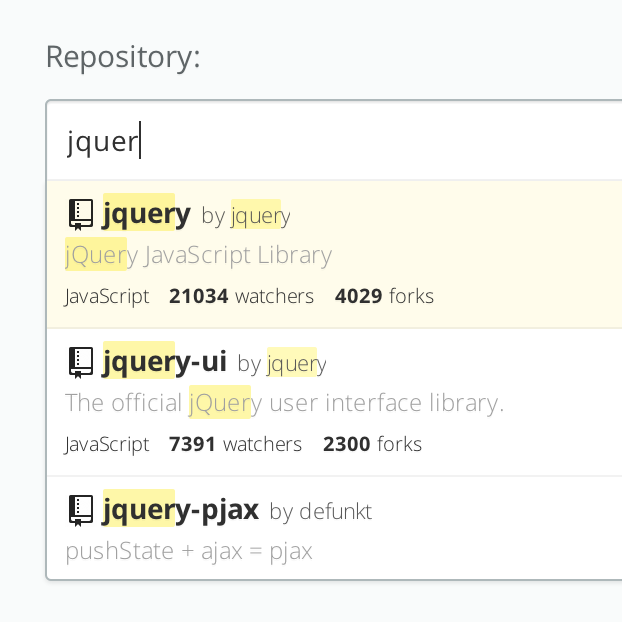 Repository:
jquer
jquery by jquery
jQuery JavaScript Library
JavaScript 21034 watchers 4029 forks
jquery-ui by jquery
The official jQuery user interface library.
JavaScript 7391 watchers 2300 forks
jquery-pjax by defunkt
pushState + ajax = pjax